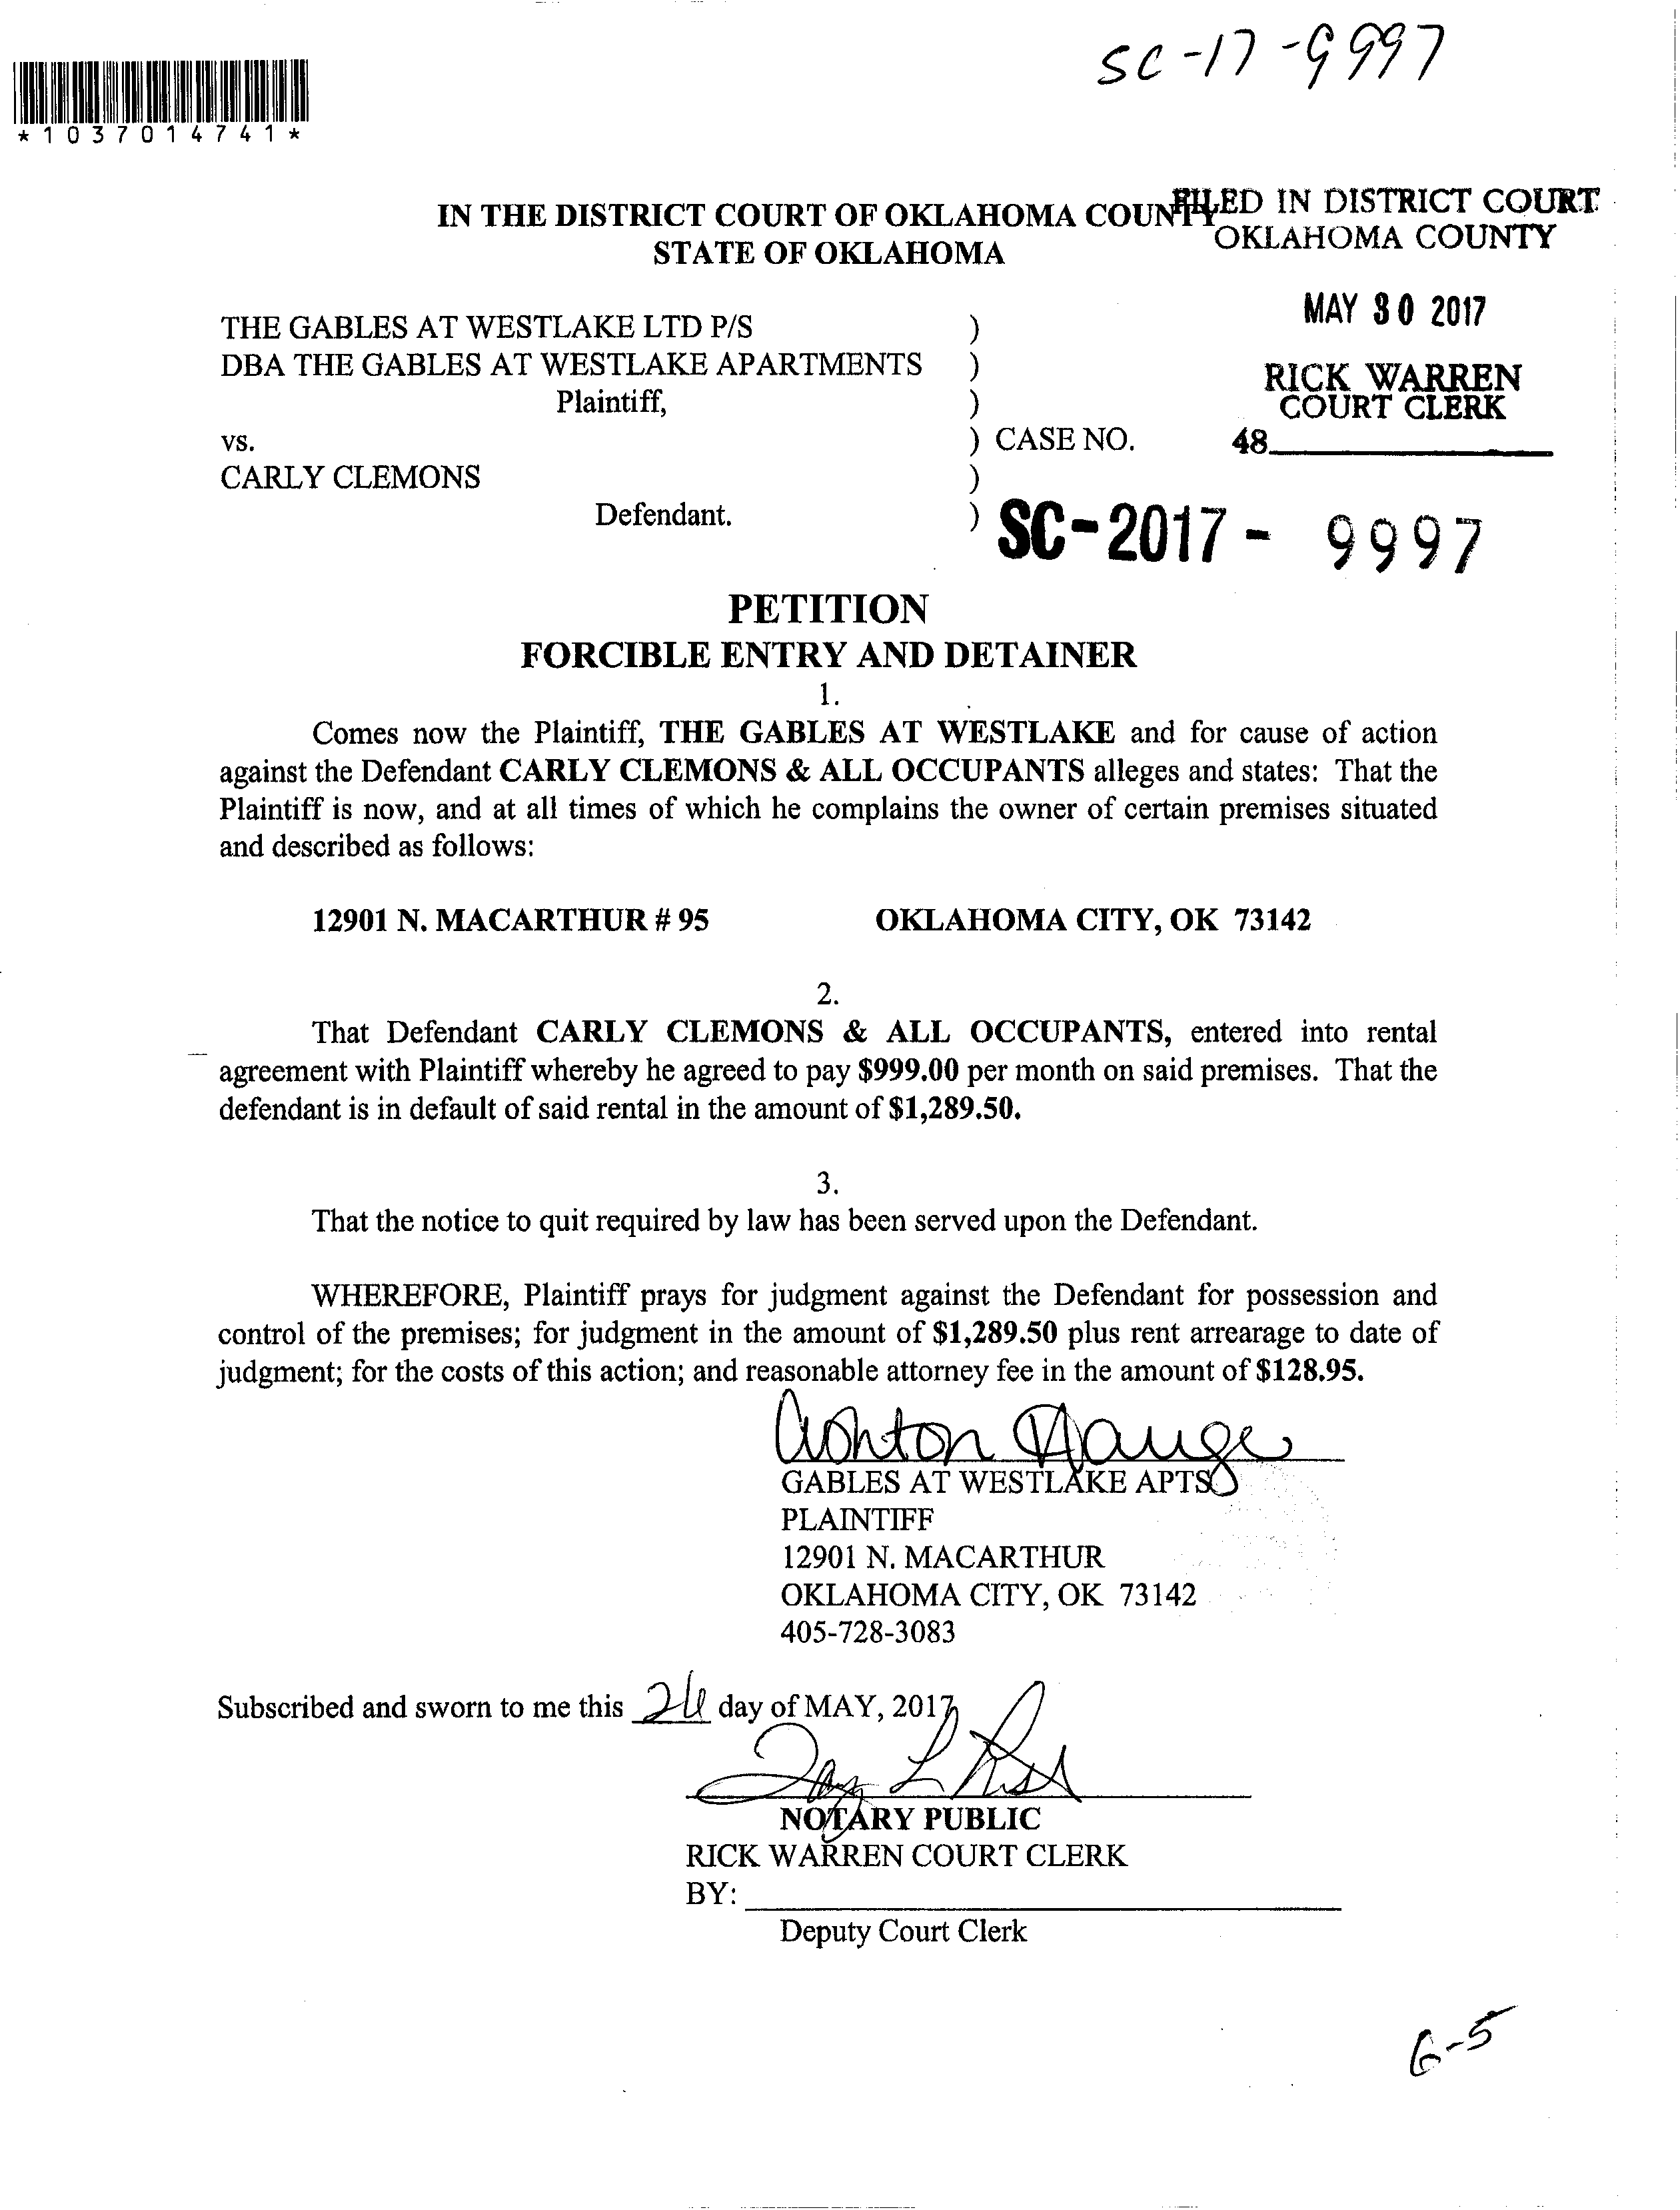 SC-17-9997
*1037014741*
IN THE DISTRICT COURT OF OKLAHOMA COUNTY
STATE OF OKLAHOMA
FILED IN DISTRICT COURT
OKLAHOMA COUNTY
MAY 30 2017
RICK WARREN
COURT CLERK
48
THE GABLES AT WESTLAKE LTD P/S )
DBA THE GABLES AT WESTLAKE APARTMENTS )
Plaintiff, )
vs. ) CASE NO.
CARLY CLEMONS )
Defendant. )
SC-2017- 9997
PETITION
FORCIBLE ENTRY AND DETAINER
1.
Comes now the Plaintiff, THE GABLES AT WESTLAKE and for cause of action
against the Defendant CARLY CLEMONS & ALL OCCUPANTS alleges and states: That the
Plaintiff is now, and at all times of which he complains the owner of certain premises situated
and described as follows:
12901 N. MACARTHUR # 95 OKLAHOMA CITY, OK 73142
2.
That Defendant CARLY CLEMONS & ALL OCCUPANTS, entered into rental
agreement with Plaintiff whereby he agreed to pay $999.00 per month on said premises. That the
defendant is in default of said rental in the amount of $1,289.50.
3.
That the notice to quit required by law has been served upon the Defendant.
WHEREFORE, Plaintiff prays for judgment against the Defendant for possession and
control of the premises; for judgment in the amount of $1,289.50 plus rent arrearage to date of
judgment; for the costs of this action; and reasonable attorney fee in the amount of $128.95.
Ashton Hauge
GABLES AT WESTLAKE APTS
PLAINTIFF
12901 N. MACARTHUR
OKLAHOMA CITY, OK 73142
405-728-3083
Subscribed and sworn to me this day of MAY, 2017
NOTARY PUBLIC
RICK WARREN COURT CLERK
BY:
Deputy Court Clerk
6-5